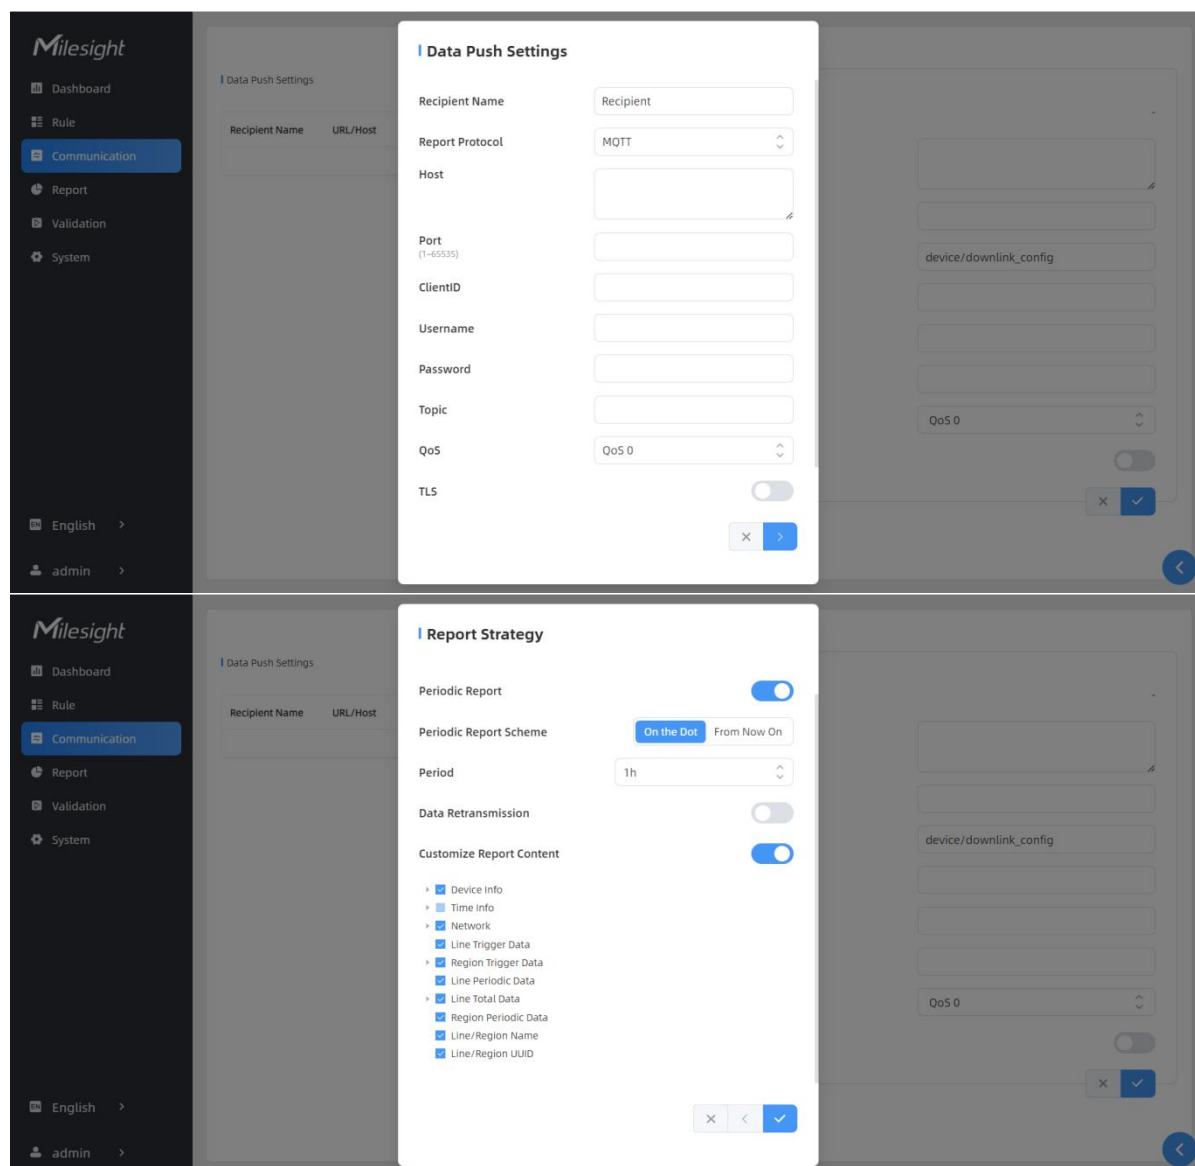 Milesight
Dashboard
Rule
Communication
Report
Validation
System
English
admin
Data Push Settings
Recipient Name URL/Host
Data Push Settings
Recipient Name Recipient
Report Protocol MQTT
Host
Port
(1~65535)
ClientID
Username
Password
Topic
QoS QoS 0
TLS
device/downlink_config
QoS 0
Milesight
Dashboard
Rule
Communication
Report
Validation
System
English
admin
Data Push Settings
Recipient Name URL/Host
Report Strategy
Periodic Report
Periodic Report Scheme On the Dot From Now On
Period 1h
Data Retransmission
Customize Report Content
Device Info
Time Info
Network
Line Trigger Data
Region Trigger Data
Line Periodic Data
Line Total Data
Region Periodic Data
Line/Region Name
Line/Region UUID
device/downlink_config
QoS 0